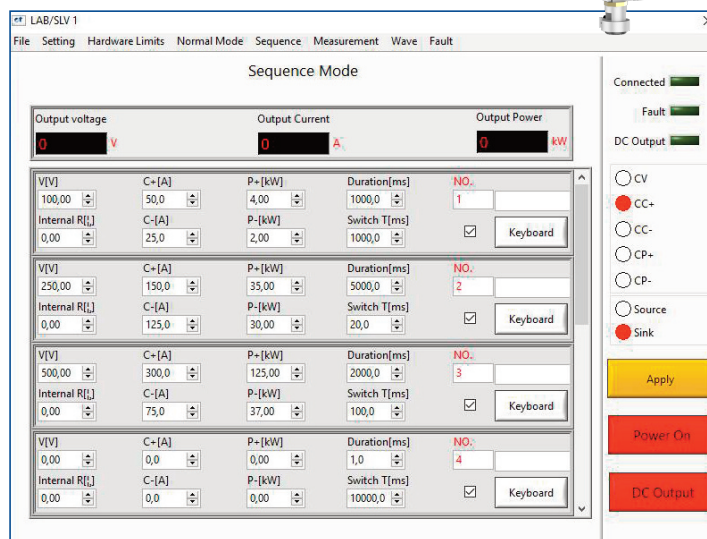 LAB/SLV 1
File Setting Hardware Limits Normal Mode Sequence Measurement Wave Fault
Sequence Mode
Connected
Fault
DC Output
Output voltage Output Current Output Power
0 V 0 A 0 kW
CV
CC+
CC-
CP+
CP-
Source
Sink
Apply
Power On
DC Output
V[V] C+[A] P+[kW] Duration[ms] NO.
100,00 50,0 4,00 1000,0 1
Internal R[ C-[A] P-[kW] Switch T[ms]
0,00 25,0 2,00 1000,0 Keyboard
V[V] C+[A] P+[kW] Duration[ms] NO.
250,00 150,0 35,00 5000,0 2
Internal R[ C-[A] P-[kW] Switch T[ms]
0,00 125,0 30,00 20,0 Keyboard
V[V] C+[A] P+[kW] Duration[ms] NO.
500,00 300,0 125,00 2000,0 3
Internal R[ C-[A] P-[kW] Switch T[ms]
0,00 75,0 37,00 100,0 Keyboard
V[V] C+[A] P+[kW] Duration[ms] NO.
0,00 0,0 0,00 1,0 4
Internal R[ C-[A] P-[kW] Switch T[ms]
0,00 0,0 0,00 10000,0 Keyboard